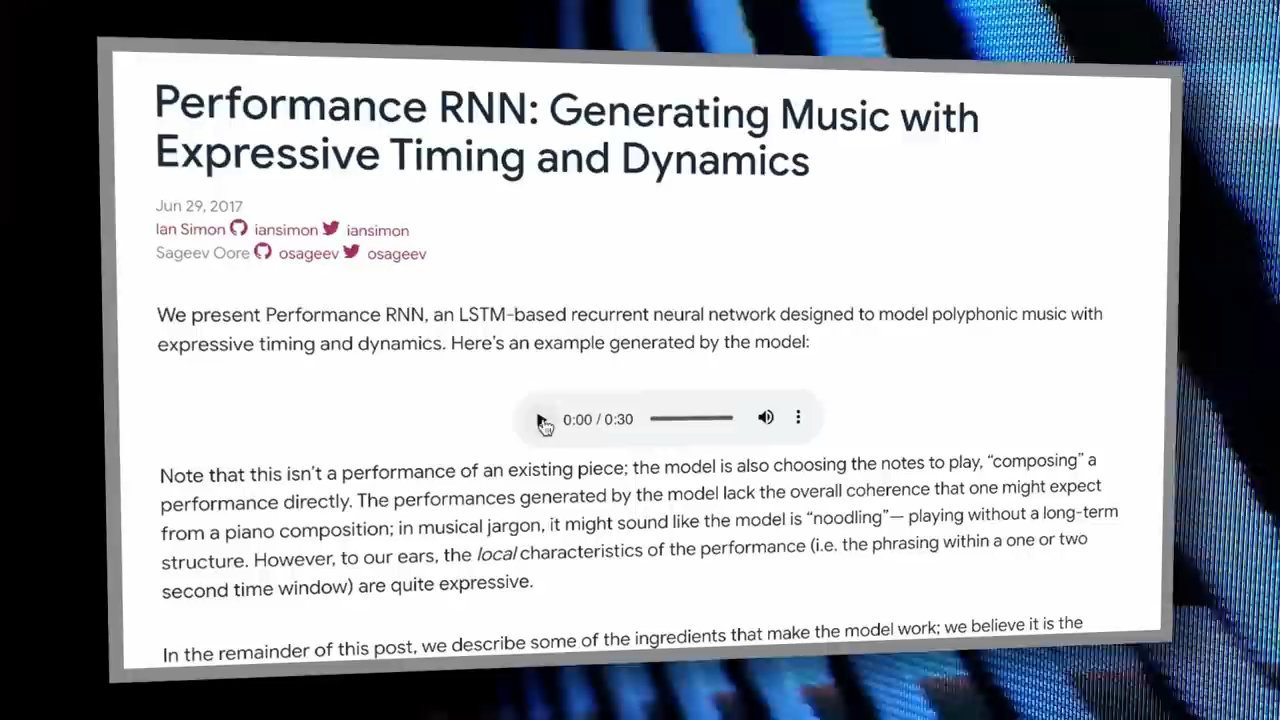 Performance RNN: Generating Music with
Expressive Timing and Dynamics
Jun 29, 2017
Ian Simon iansimon iansimon
Sageev Oore osageev osageev
We present Performance RNN, an LSTM-based recurrent neural network designed to model polyphonic music with
expressive timing and dynamics. Here's an example generated by the model:
0:00 / 0:30
Note that this isn't a performance of an existing piece; the model is also choosing the notes to play, “composing” a
performance directly. The performances generated by the model lack the overall coherence that one might expect
from a piano composition; in musical jargon, it might sound like the model is “noodling”— playing without a long-term
structure. However, to our ears, the local characteristics of the performance (i.e. the phrasing within a one or two
second time window) are quite expressive.
In the remainder of this post, we describe some of the ingredients that make the model work; we believe it is the